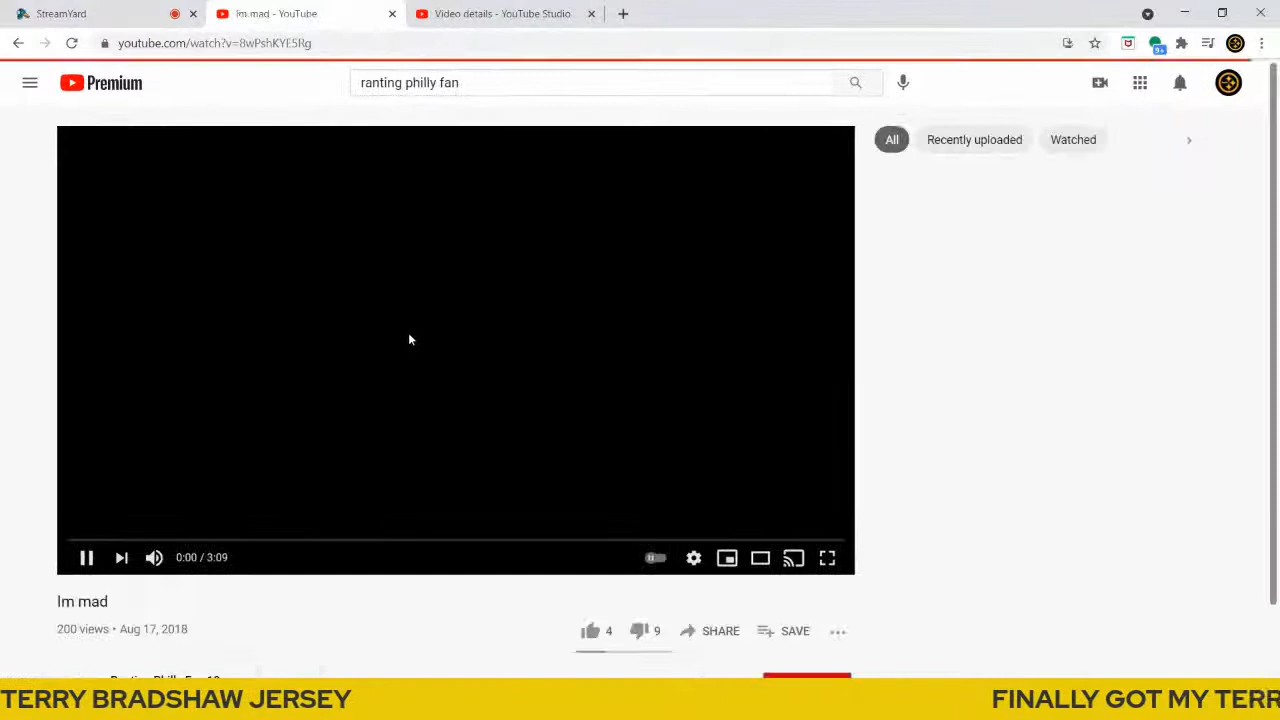 StreamYard
Im mad - YouTube
Video details - YouTube Studio
youtube.com/watch?v=8wPshKYE5Rg
9+
Premium
ranting philly fan
All
Recently uploaded
Watched
0:00 / 3:09
Im mad
200 views • Aug 17, 2018
4
9
SHARE
SAVE
TERRY BRADSHAW JERSEY
FINALLY GOT MY TERR